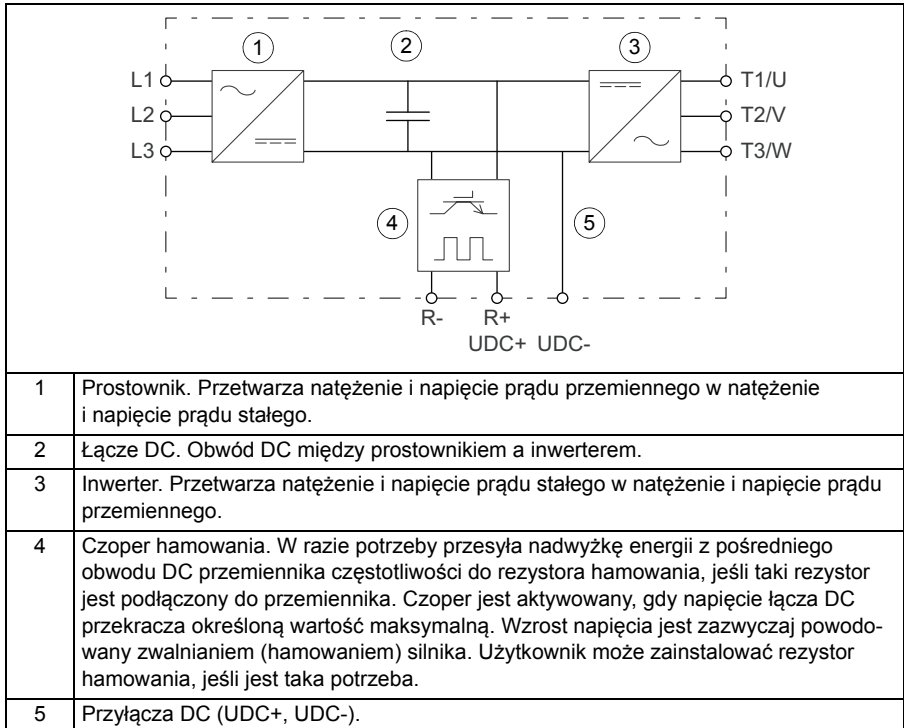 1 2 3
L1 T1/U
L2 T2/V
L3 T3/W
4 5
R- R+
UDC+ UDC-
1 Prostownik. Przetwarza natężenie i napięcie prądu przemiennego w natężenie
i napięcie prądu stałego.
2 Łącze DC. Obwód DC między prostownikiem a inwerterem.
3 Inwerter. Przetwarza natężenie i napięcie prądu stałego w natężenie i napięcie prądu
przemiennego.
4 Czoper hamowania. W razie potrzeby przesyła nadwyżkę energii z pośredniego
obwodu DC przemiennika częstotliwości do rezystora hamowania, jeśli taki rezystor
jest podłączony do przemiennika. Czoper jest aktywowany, gdy napięcie łącza DC
przekracza określoną wartość maksymalną. Wzrost napięcia jest zazwyczaj powodo-
wany zwalnianiem (hamowaniem) silnika. Użytkownik może zainstalować rezystor
hamowania, jeśli jest taka potrzeba.
5 Przyłącza DC (UDC+, UDC-).